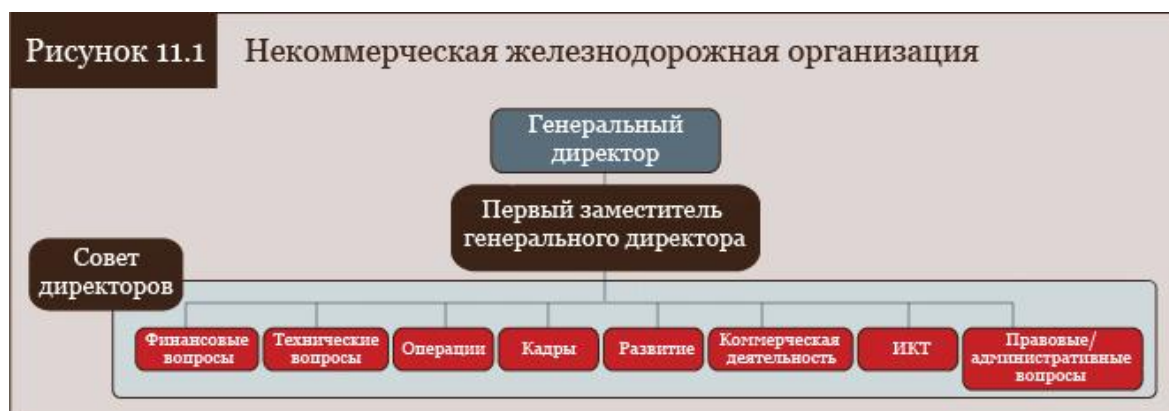 Рисунок 11.1
Некоммерческая железнодорожная организация
Генеральный
директор
Первый заместитель
генерального директора
Совет
директоров
Финансовые
вопросы
Технические
вопросы
Операции
Кадры
Развитие
Коммерческая
деятельность
ИКТ
Правовые/
административные
вопросы